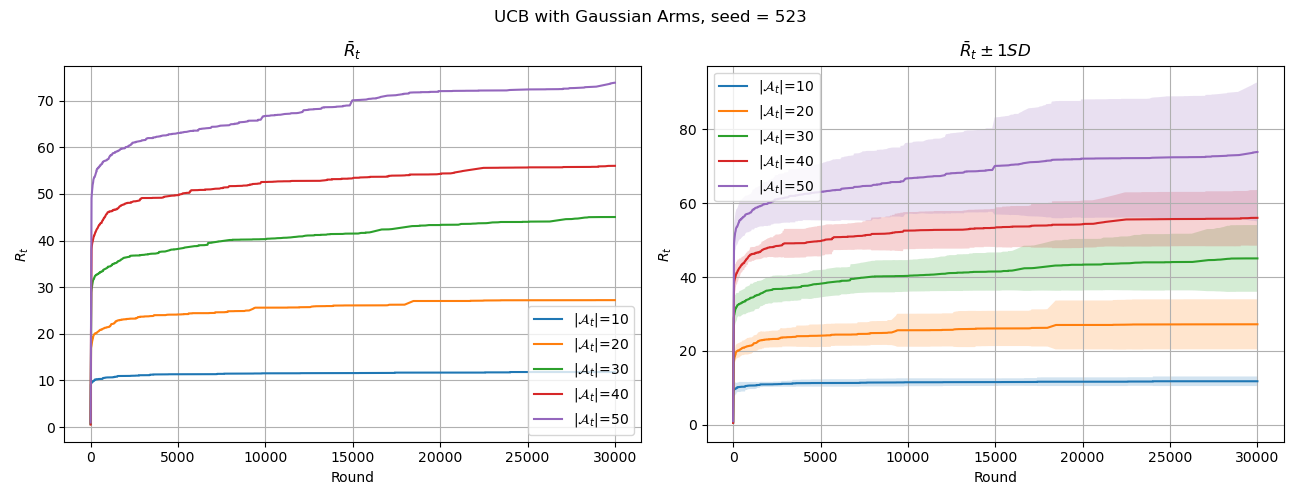 UCB with Gaussian Arms, seed = 523
R̄ₜ
Rₜ
70
60
50
40
30
20
10
0
|𝒜ₜ|=10
|𝒜ₜ|=20
|𝒜ₜ|=30
|𝒜ₜ|=40
|𝒜ₜ|=50
0 5000 10000 15000 20000 25000 30000
Round
R̄ₜ ± 1SD
Rₜ
80
60
40
20
0
|𝒜ₜ|=10
|𝒜ₜ|=20
|𝒜ₜ|=30
|𝒜ₜ|=40
|𝒜ₜ|=50
0 5000 10000 15000 20000 25000 30000
Round